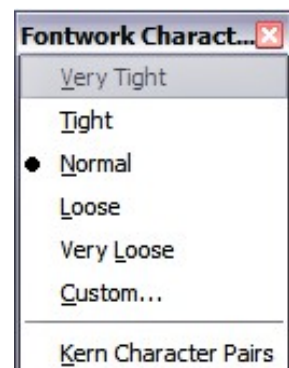 Fontwork Charact...
Very Tight
Tight
Normal
Loose
Very Loose
Custom...
Kern Character Pairs